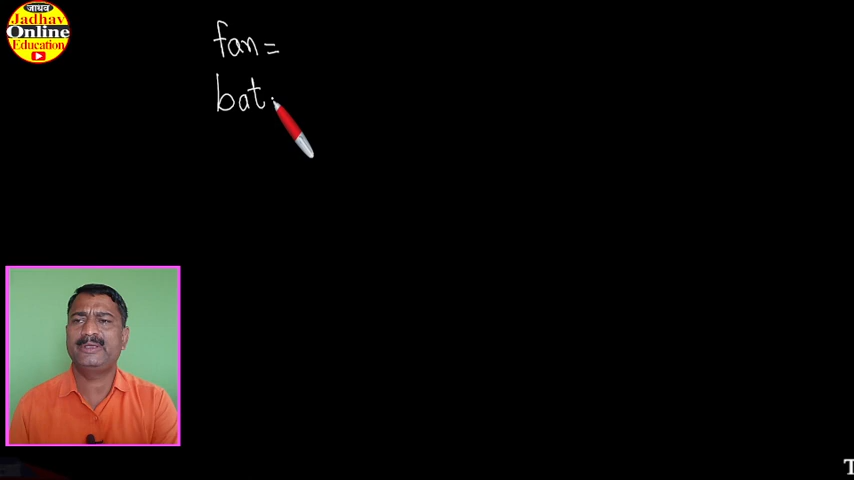 जाधव
Jadhav
Online
Education
fan =
bat
T